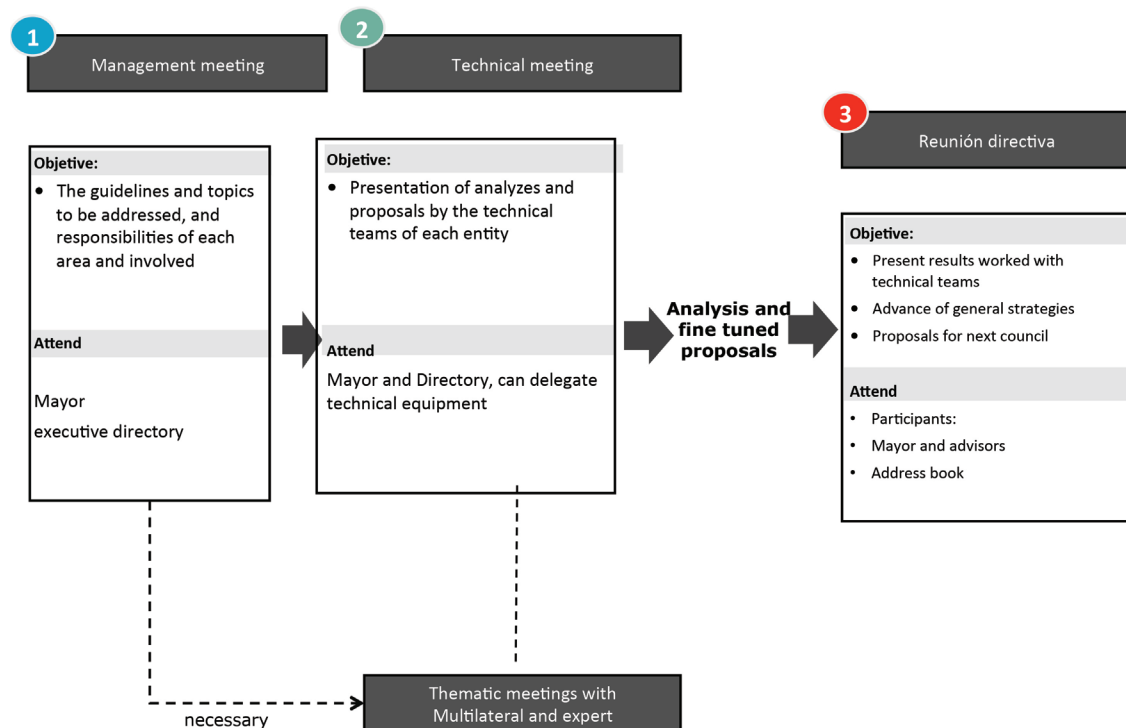 1
Management meeting
Objetive:
• The guidelines and topics
to be addressed, and
responsibilities of each
area and involved
Attend
Mayor
executive directory
2
Technical meeting
Objetive:
• Presentation of analyzes and
proposals by the technical
teams of each entity
Attend
Mayor and Directory, can delegate
technical equipment
Analysis and
fine tuned
proposals
3
Reunión directiva
Objetive:
• Present results worked with
technical teams
• Advance of general strategies
• Proposals for next council
Attend
• Participants:
• Mayor and advisors
• Address book
necessary
Thematic meetings with
Multilateral and expert